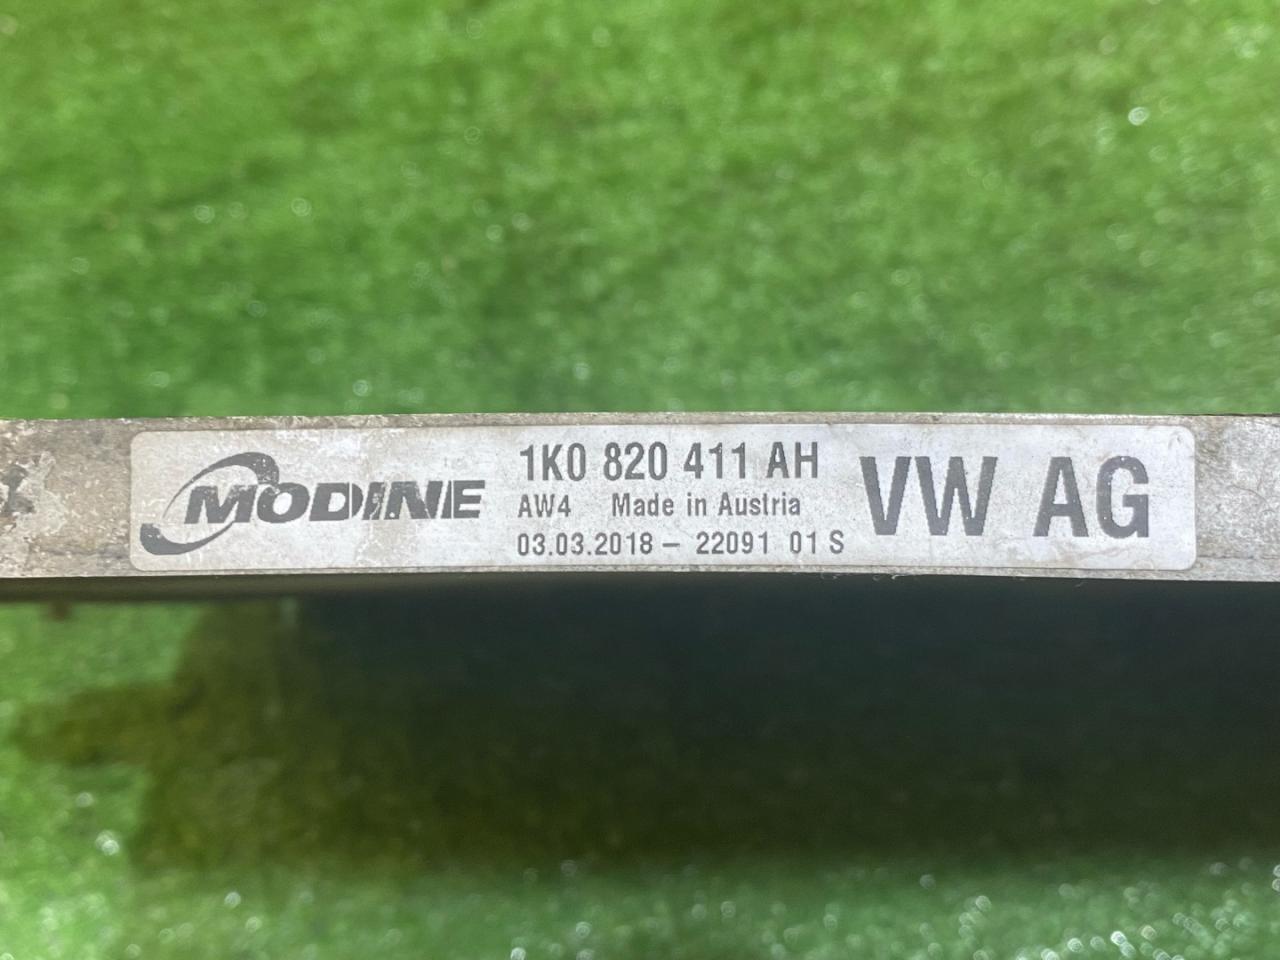 MODINE
1K0 820 411 AH
AW4 Made in Austria
03.03.2018 – 22091 01 S
VW AG